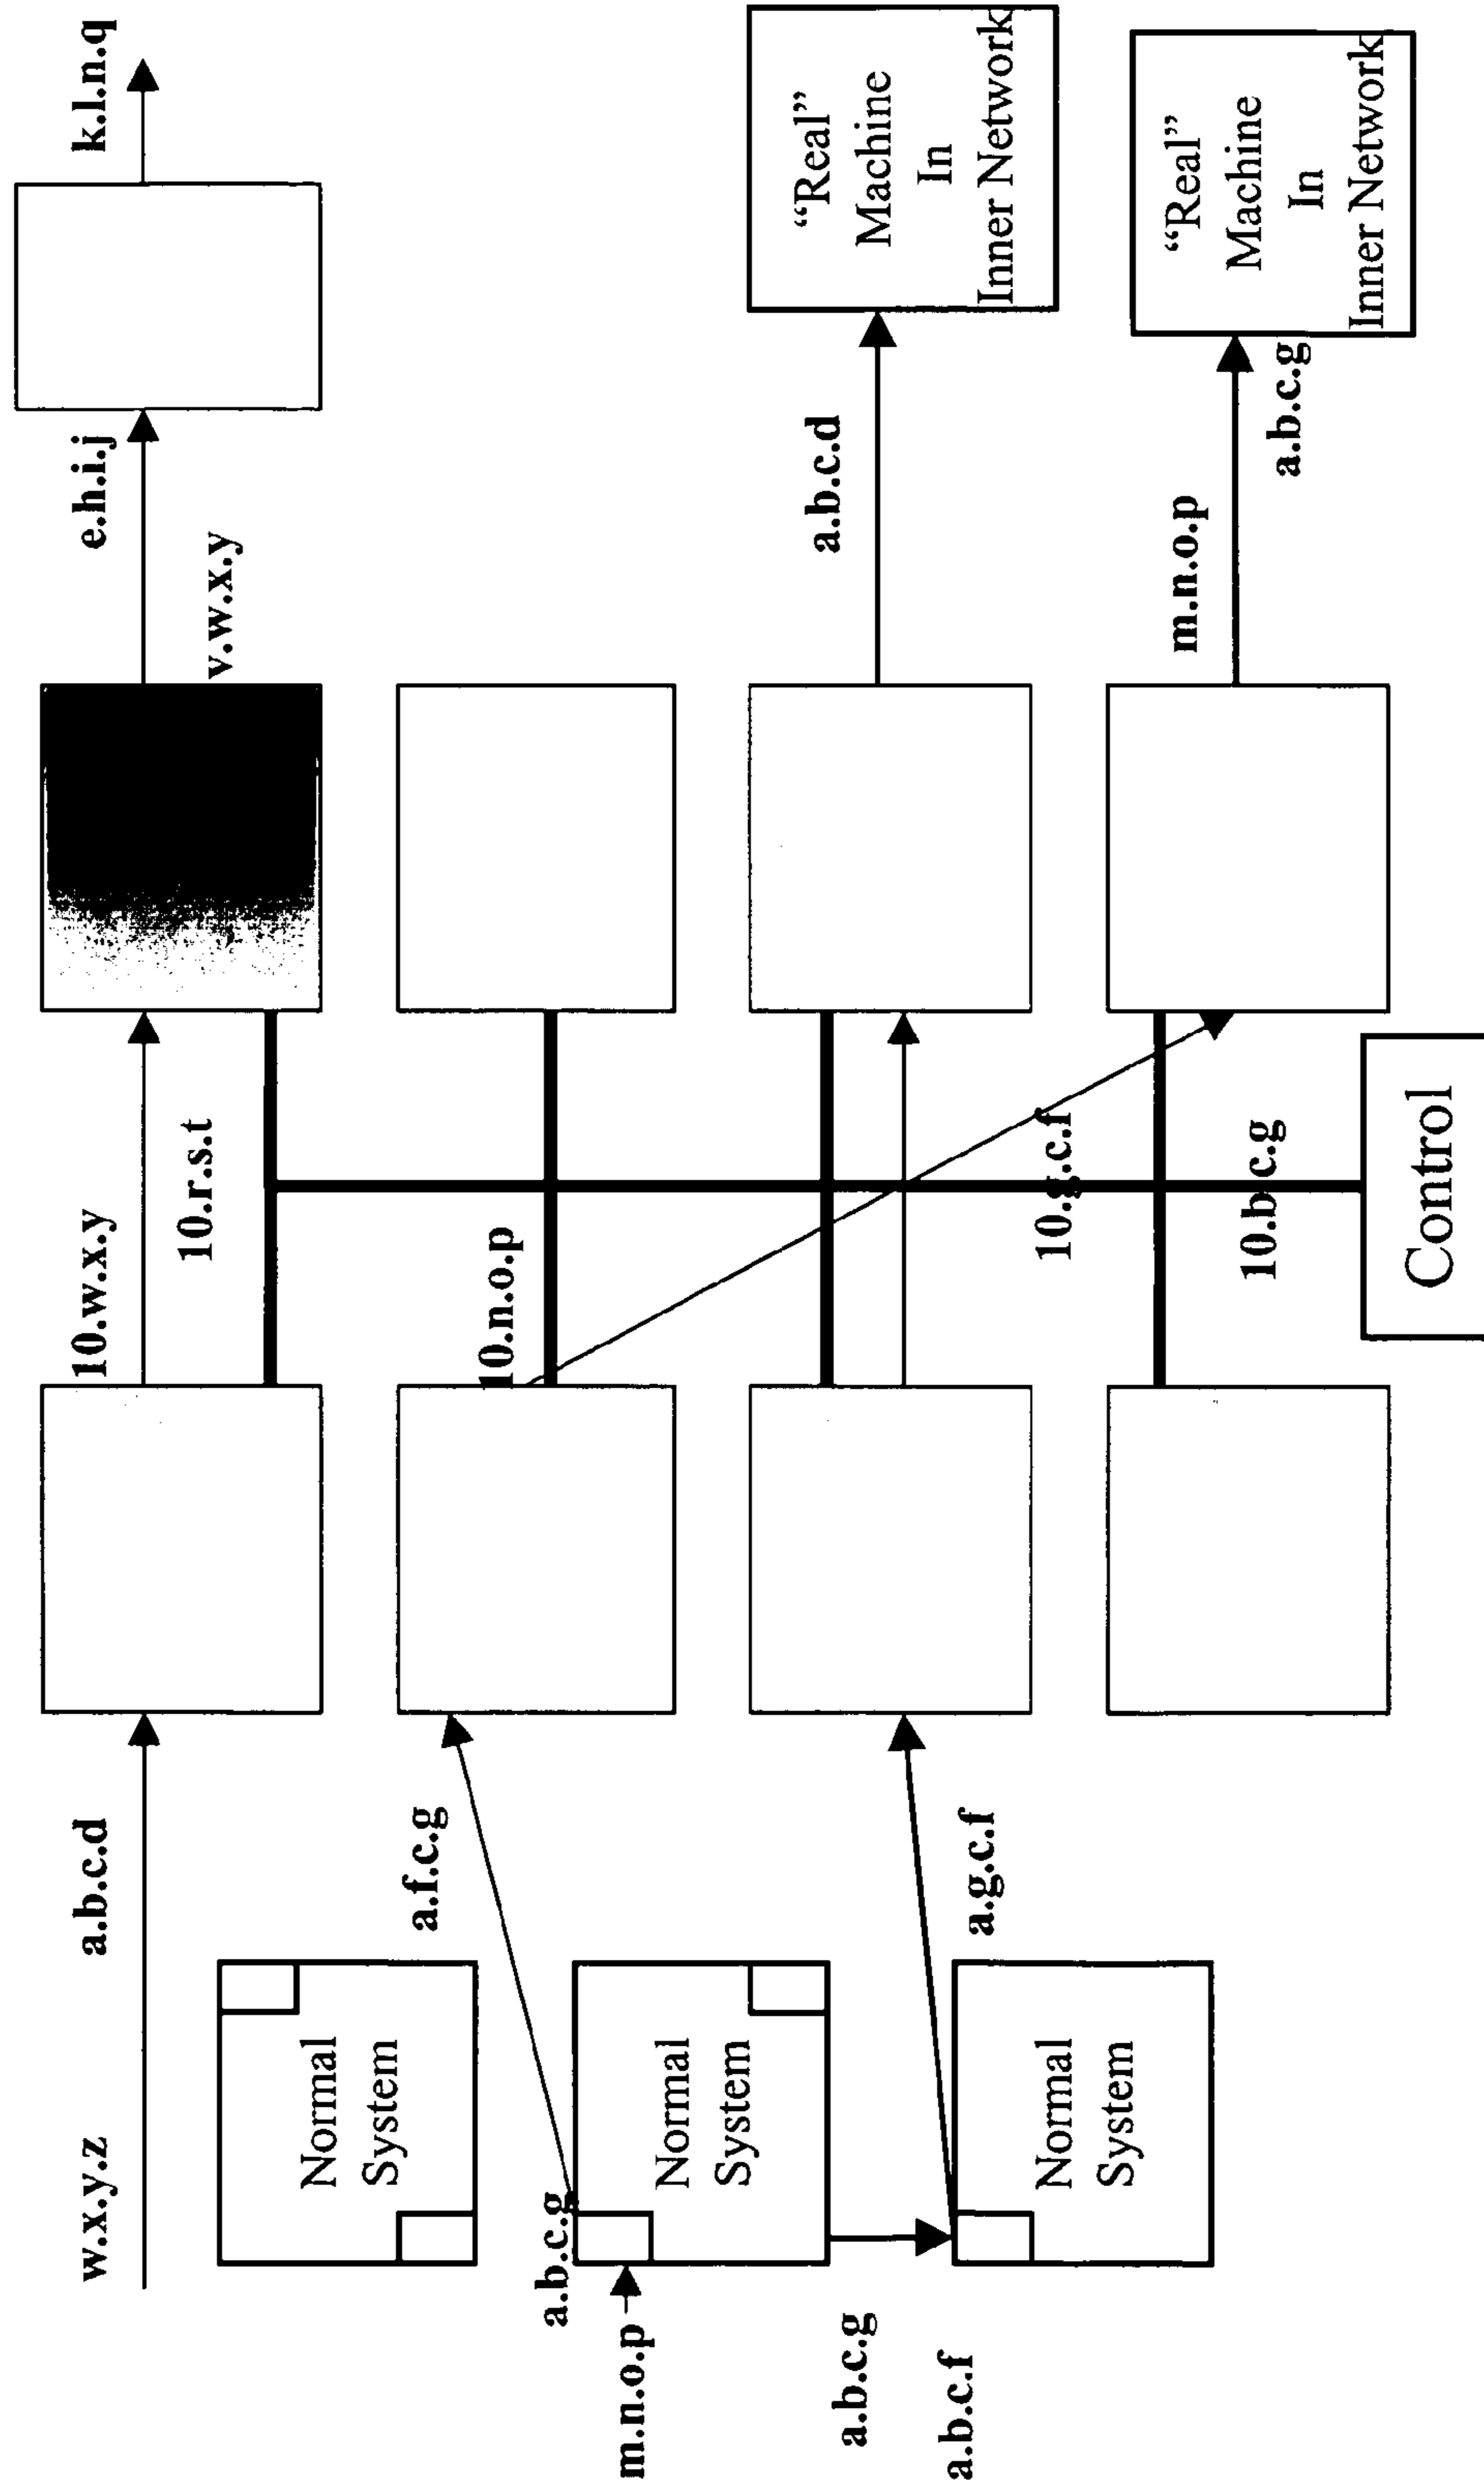 w.x.y.z
a.b.c.d
10.w.x.y
10.r.s.t
e.h.i.j
v.w.x.y
k.l.n.q
Normal
System
a.f.c.g
10.n.o.p
a.b.c.g
m.n.o.p
Normal
System
a.b.c.d
“Real”
Machine
In
Inner Network
a.b.c.g
a.b.c.f
Normal
System
a.g.c.f
10.g.c.f
10.b.c.g
m.n.o.p
a.b.c.g
“Real”
Machine
In
Inner Network
Control